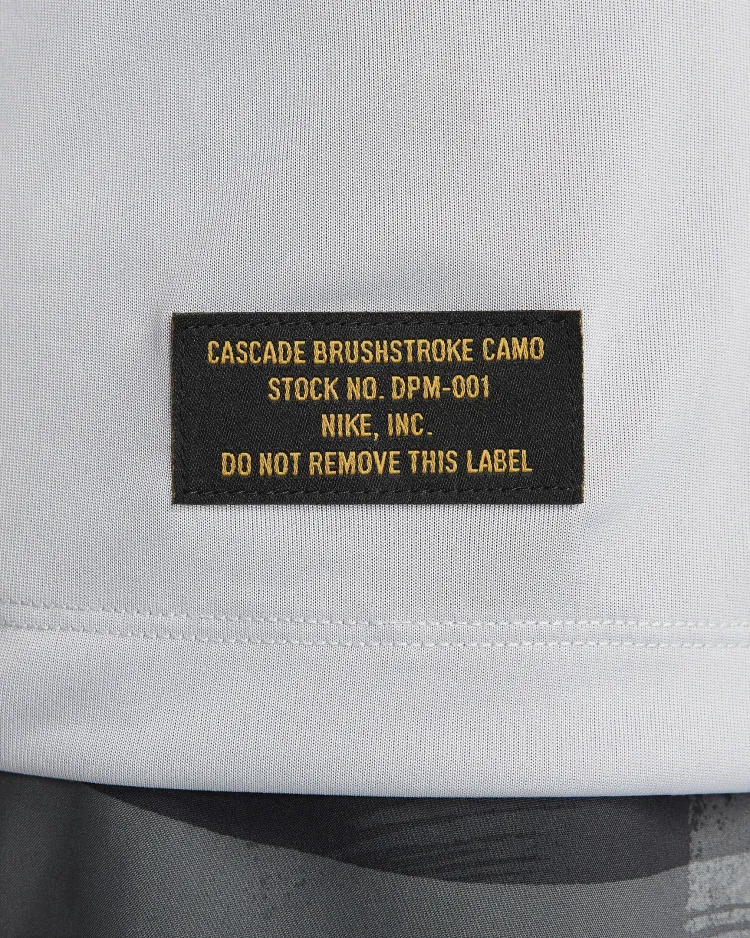 CASCADE BRUSHSTROKE CAMO
STOCK NO. DPM-001
NIKE, INC.
DO NOT REMOVE THIS LABEL